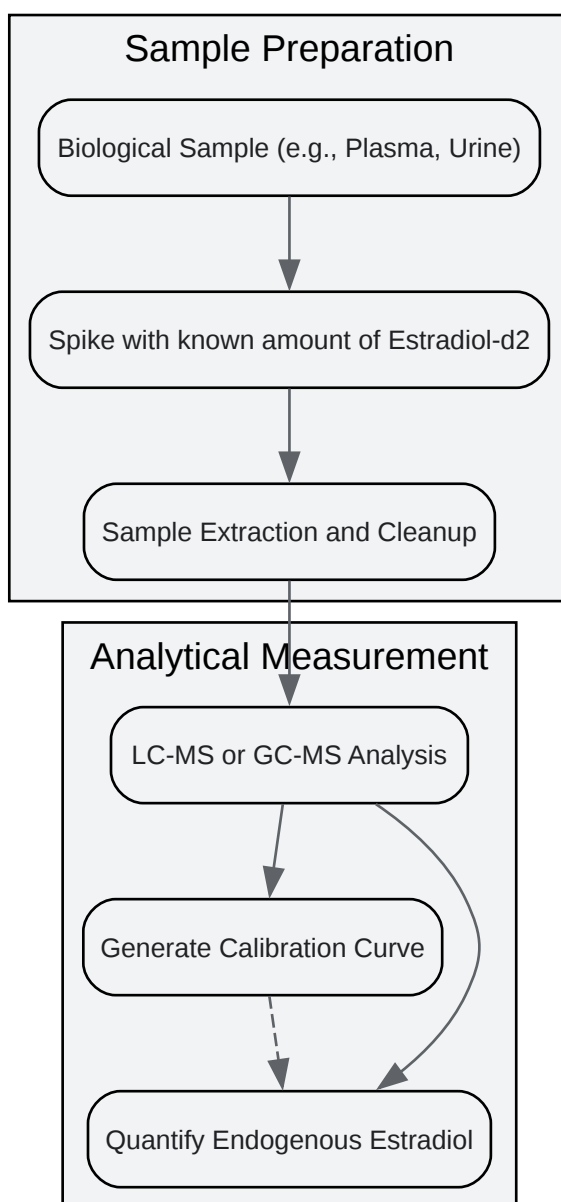 Sample Preparation
Biological Sample (e.g., Plasma, Urine)
Spike with known amount of Estradiol-d2
Sample Extraction and Cleanup
Analytical Measurement
LC-MS or GC-MS Analysis
Generate Calibration Curve
Quantify Endogenous Estradiol